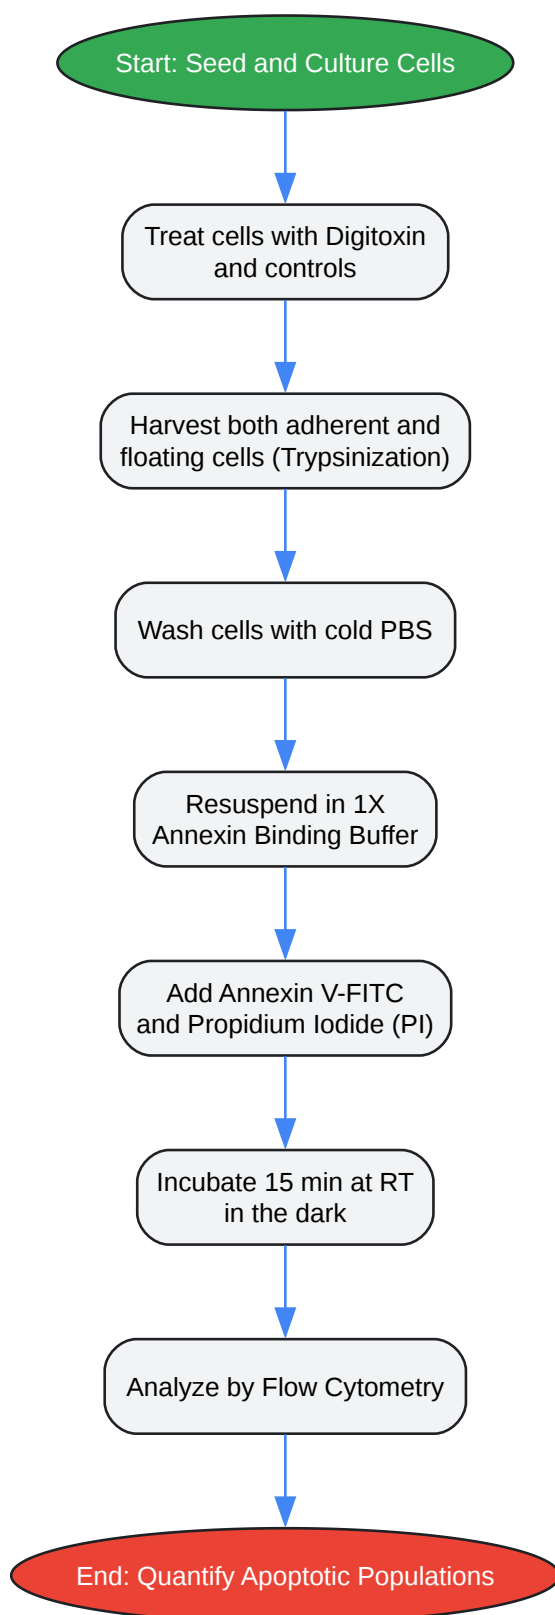 Start: Seed and Culture Cells
Treat cells with Digitoxin
and controls
Harvest both adherent and
floating cells (Trypsinization)
Wash cells with cold PBS
Resuspend in 1X
Annexin Binding Buffer
Add Annexin V-FITC
and Propidium Iodide (PI)
Incubate 15 min at RT
in the dark
Analyze by Flow Cytometry
End: Quantify Apoptotic Populations